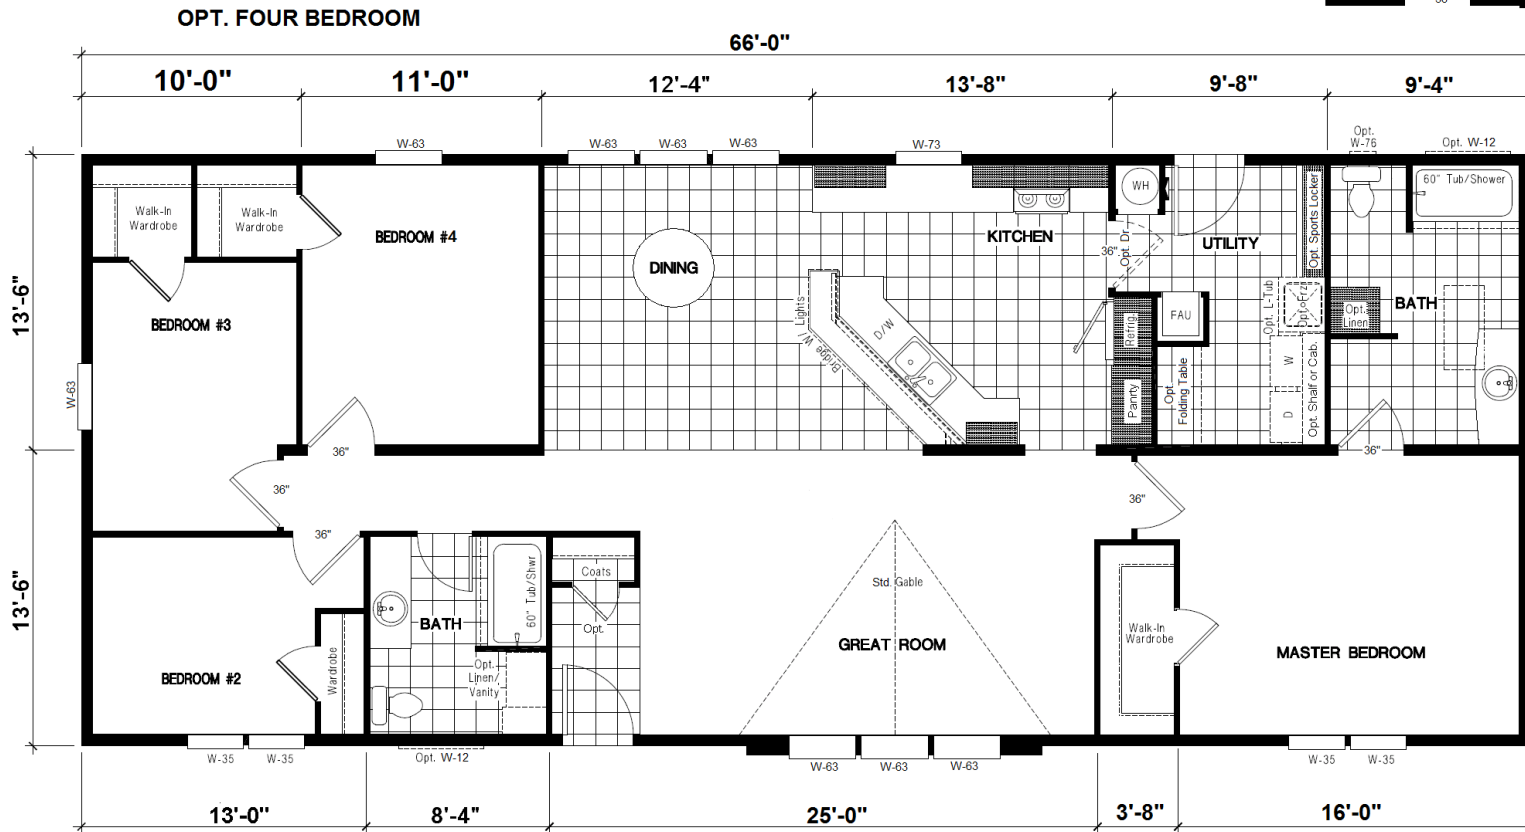 36"
OPT. FOUR BEDROOM
66'-0"
10'-0"
11'-0"
12'-4"
13'-8"
9'-8"
9'-4"
W-63
W-63
W-63
W-63
W-73
Opt.
W-76
Opt. W-12
Walk-In
Wardrobe
Walk-In
Wardrobe
WH
Opt. Sports Locker
60" Tub/Shower
BEDROOM #4
KITCHEN
36"
Opt. Dr.
UTILITY
DINING
13'-6"
BEDROOM #3
Lights
Bridge W/
D/W
Refrig.
FAU
Opt. L-Tub
Opt. Frz
Opt.
Linen
BATH
W-63
Panrty
Opt.
Folding Table
W
D
Opt. Shalf or Cab.
36"
36"
36"
36"
36"
13'-6"
Coats
60" Tub/Shwr
Std. Gable
BATH
Opt.
GREAT ROOM
Walk-In
Wardrobe
MASTER BEDROOM
BEDROOM #2
Wardrobe
Opt.
Linen/
Vanity
W-35
W-35
Opt. W-12
W-63
W-63
W-63
W-35
W-35
13'-0"
8'-4"
25'-0"
3'-8"
16'-0"